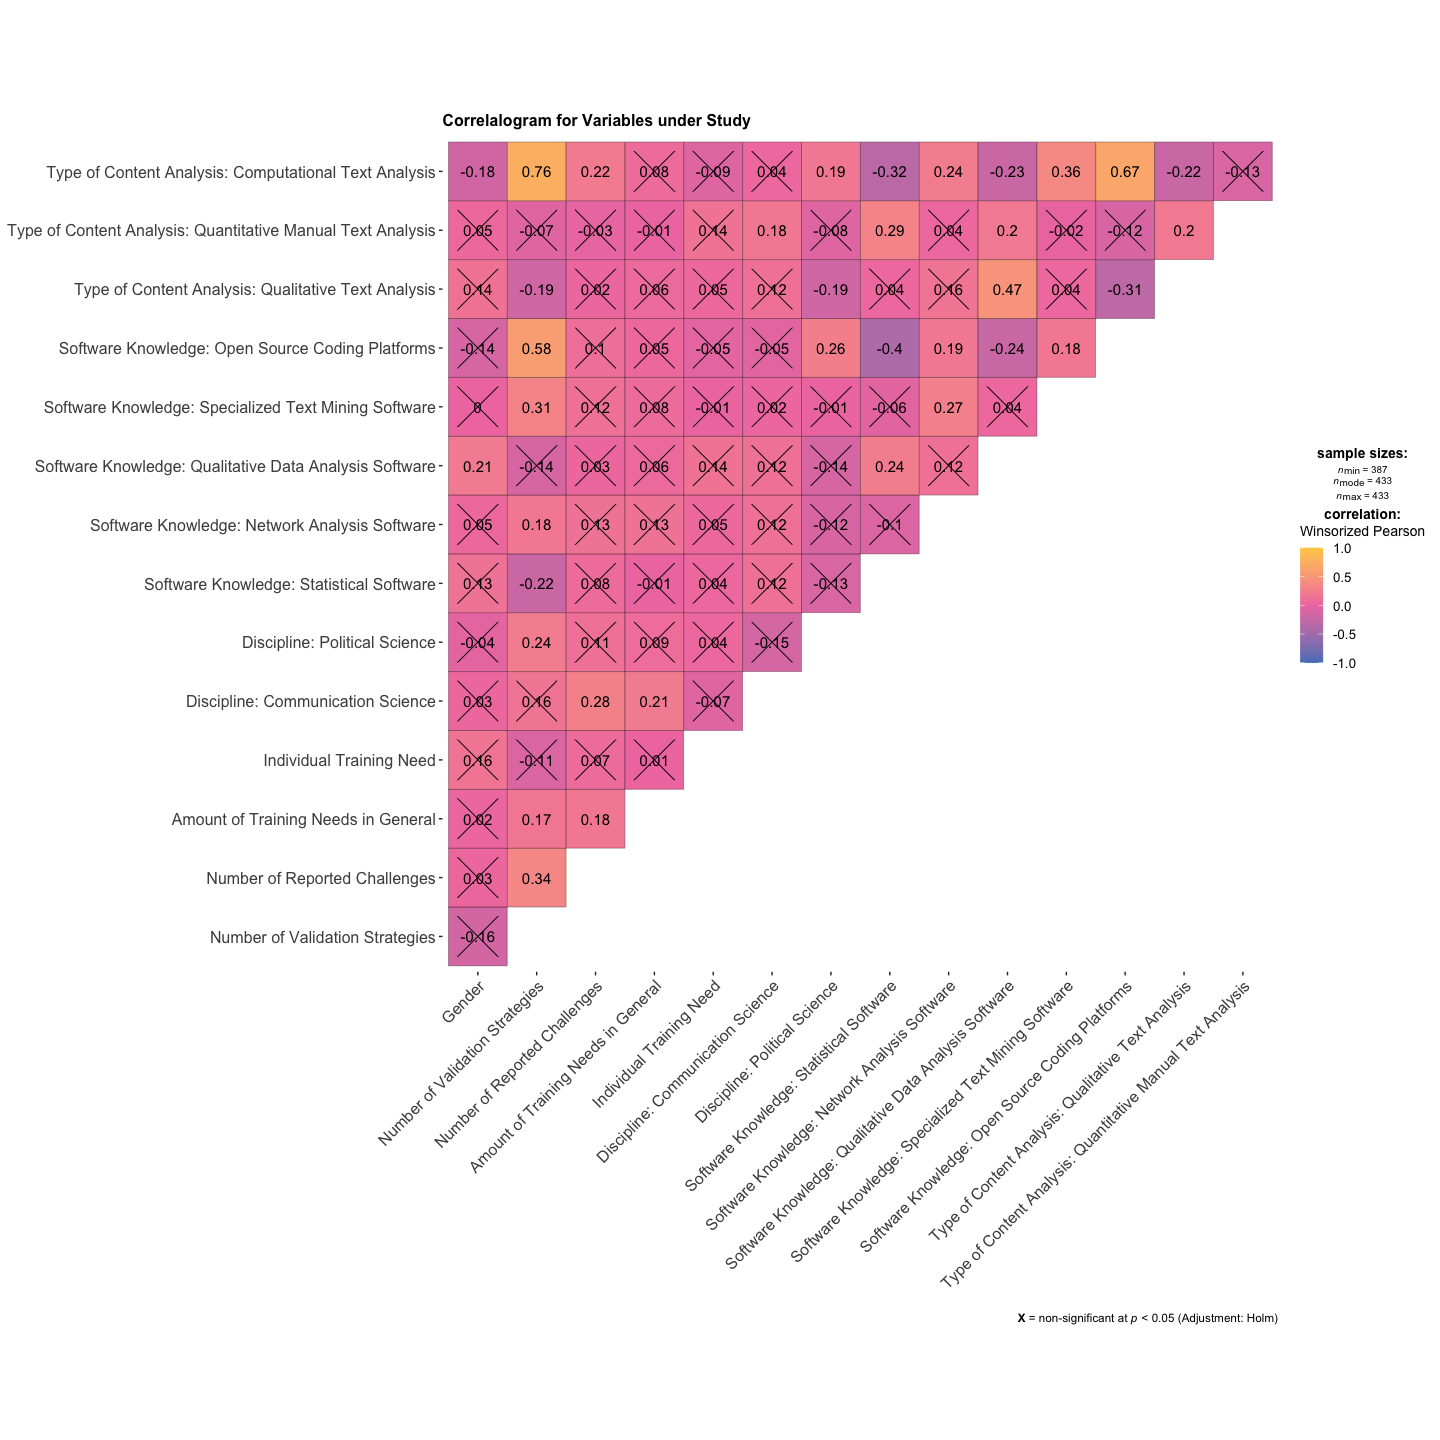 Correlalogram for Variables under Study
Type of Content Analysis: Computational Text Analysis -0.18 0.76 0.22 0.08 -0.09 0.04 0.19 -0.32 0.24 -0.23 0.36 0.67 -0.22 -0.13
Type of Content Analysis: Quantitative Manual Text Analysis 0.05 -0.07 -0.03 -0.01 0.14 0.18 -0.08 0.29 0.04 0.2 -0.02 -0.12 0.2
Type of Content Analysis: Qualitative Text Analysis 0.14 -0.19 0.02 0.06 0.05 0.12 -0.19 0.04 0.16 0.47 0.04 -0.31
Software Knowledge: Open Source Coding Platforms -0.14 0.58 0.1 0.05 -0.05 -0.05 0.26 -0.4 0.19 -0.24 0.18
Software Knowledge: Specialized Text Mining Software 0 0.31 0.12 0.08 -0.01 0.02 -0.01 -0.06 0.27 0.04
Software Knowledge: Qualitative Data Analysis Software 0.21 -0.14 0.03 0.06 0.14 0.12 -0.14 0.24 0.12
Software Knowledge: Network Analysis Software 0.05 0.18 0.13 0.13 0.05 0.12 -0.12 -0.1
Software Knowledge: Statistical Software 0.13 -0.22 0.08 -0.01 0.04 0.12 -0.13
Discipline: Political Science -0.04 0.24 0.11 0.09 0.04 -0.15
Discipline: Communication Science 0.03 0.16 0.28 0.21 -0.07
Individual Training Need 0.16 -0.11 0.07 0.01
Amount of Training Needs in General 0.02 0.17 0.18
Number of Reported Challenges 0.03 0.34
Number of Validation Strategies -0.16
Gender
Number of Validation Strategies
Number of Reported Challenges
Amount of Training Needs in General
Individual Training Need
Discipline: Communication Science
Discipline: Political Science
Software Knowledge: Statistical Software
Software Knowledge: Network Analysis Software
Software Knowledge: Qualitative Data Analysis Software
Software Knowledge: Specialized Text Mining Software
Software Knowledge: Open Source Coding Platforms
Type of Content Analysis: Qualitative Text Analysis
Type of Content Analysis: Quantitative Manual Text Analysis
sample sizes:
nmin = 387
nmode = 433
nmax = 433
correlation:
Winsorized Pearson
1.0
0.5
0.0
-0.5
-1.0
X = non-significant at p < 0.05 (Adjustment: Holm)